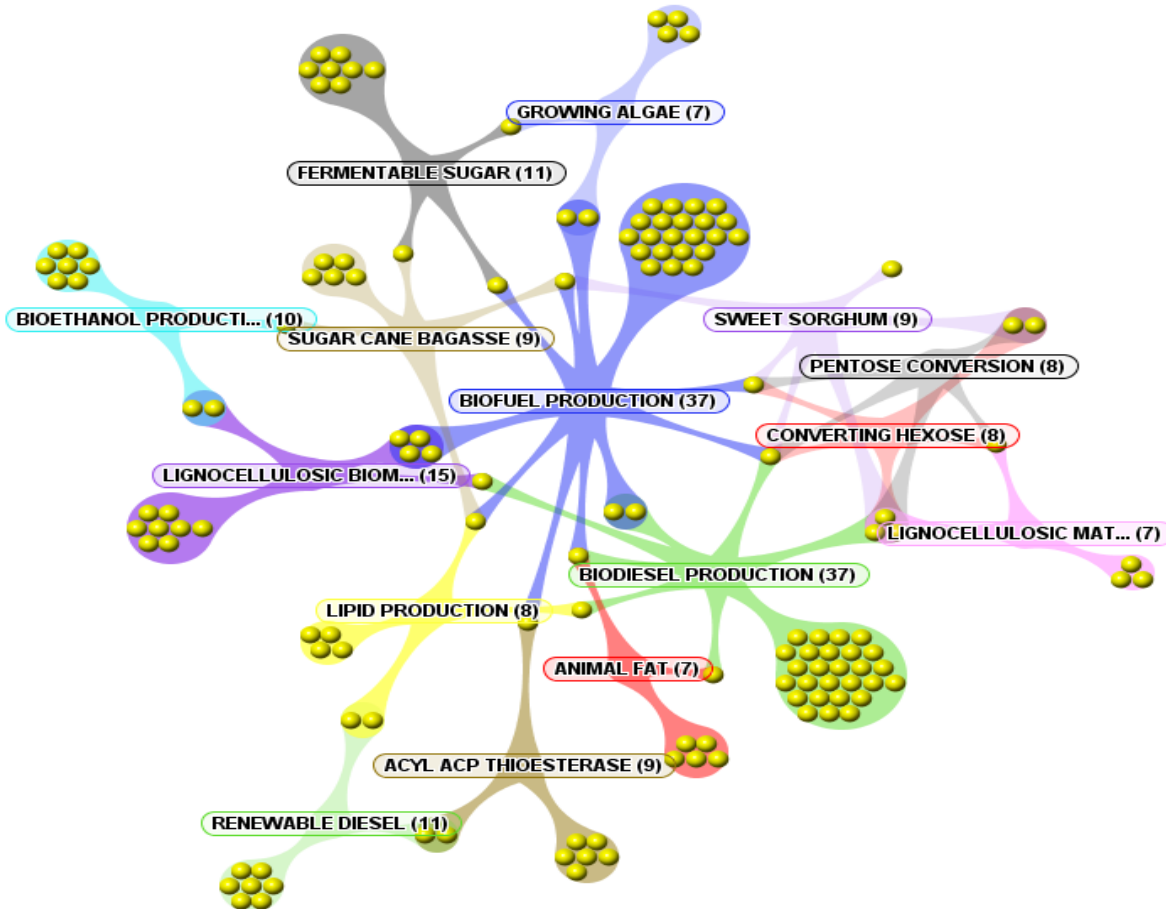 GROWING ALGAE (7)
FERMENTABLE SUGAR (11)
BIOETHANOL PRODUCTI... (10)
SUGAR CANE BAGASSE (9)
SWEET SORGHUM (9)
PENTOSE CONVERSION (8)
BIOFUEL PRODUCTION (37)
CONVERTING HEXOSE (8)
LIGNOCELLULOSIC BIOM... (15)
LIGNOCELLULOSIC MAT... (7)
BIODIESEL PRODUCTION (37)
LIPID PRODUCTION (8)
ANIMAL FAT (7)
ACYL ACP THIOESTERASE (9)
RENEWABLE DIESEL (11)